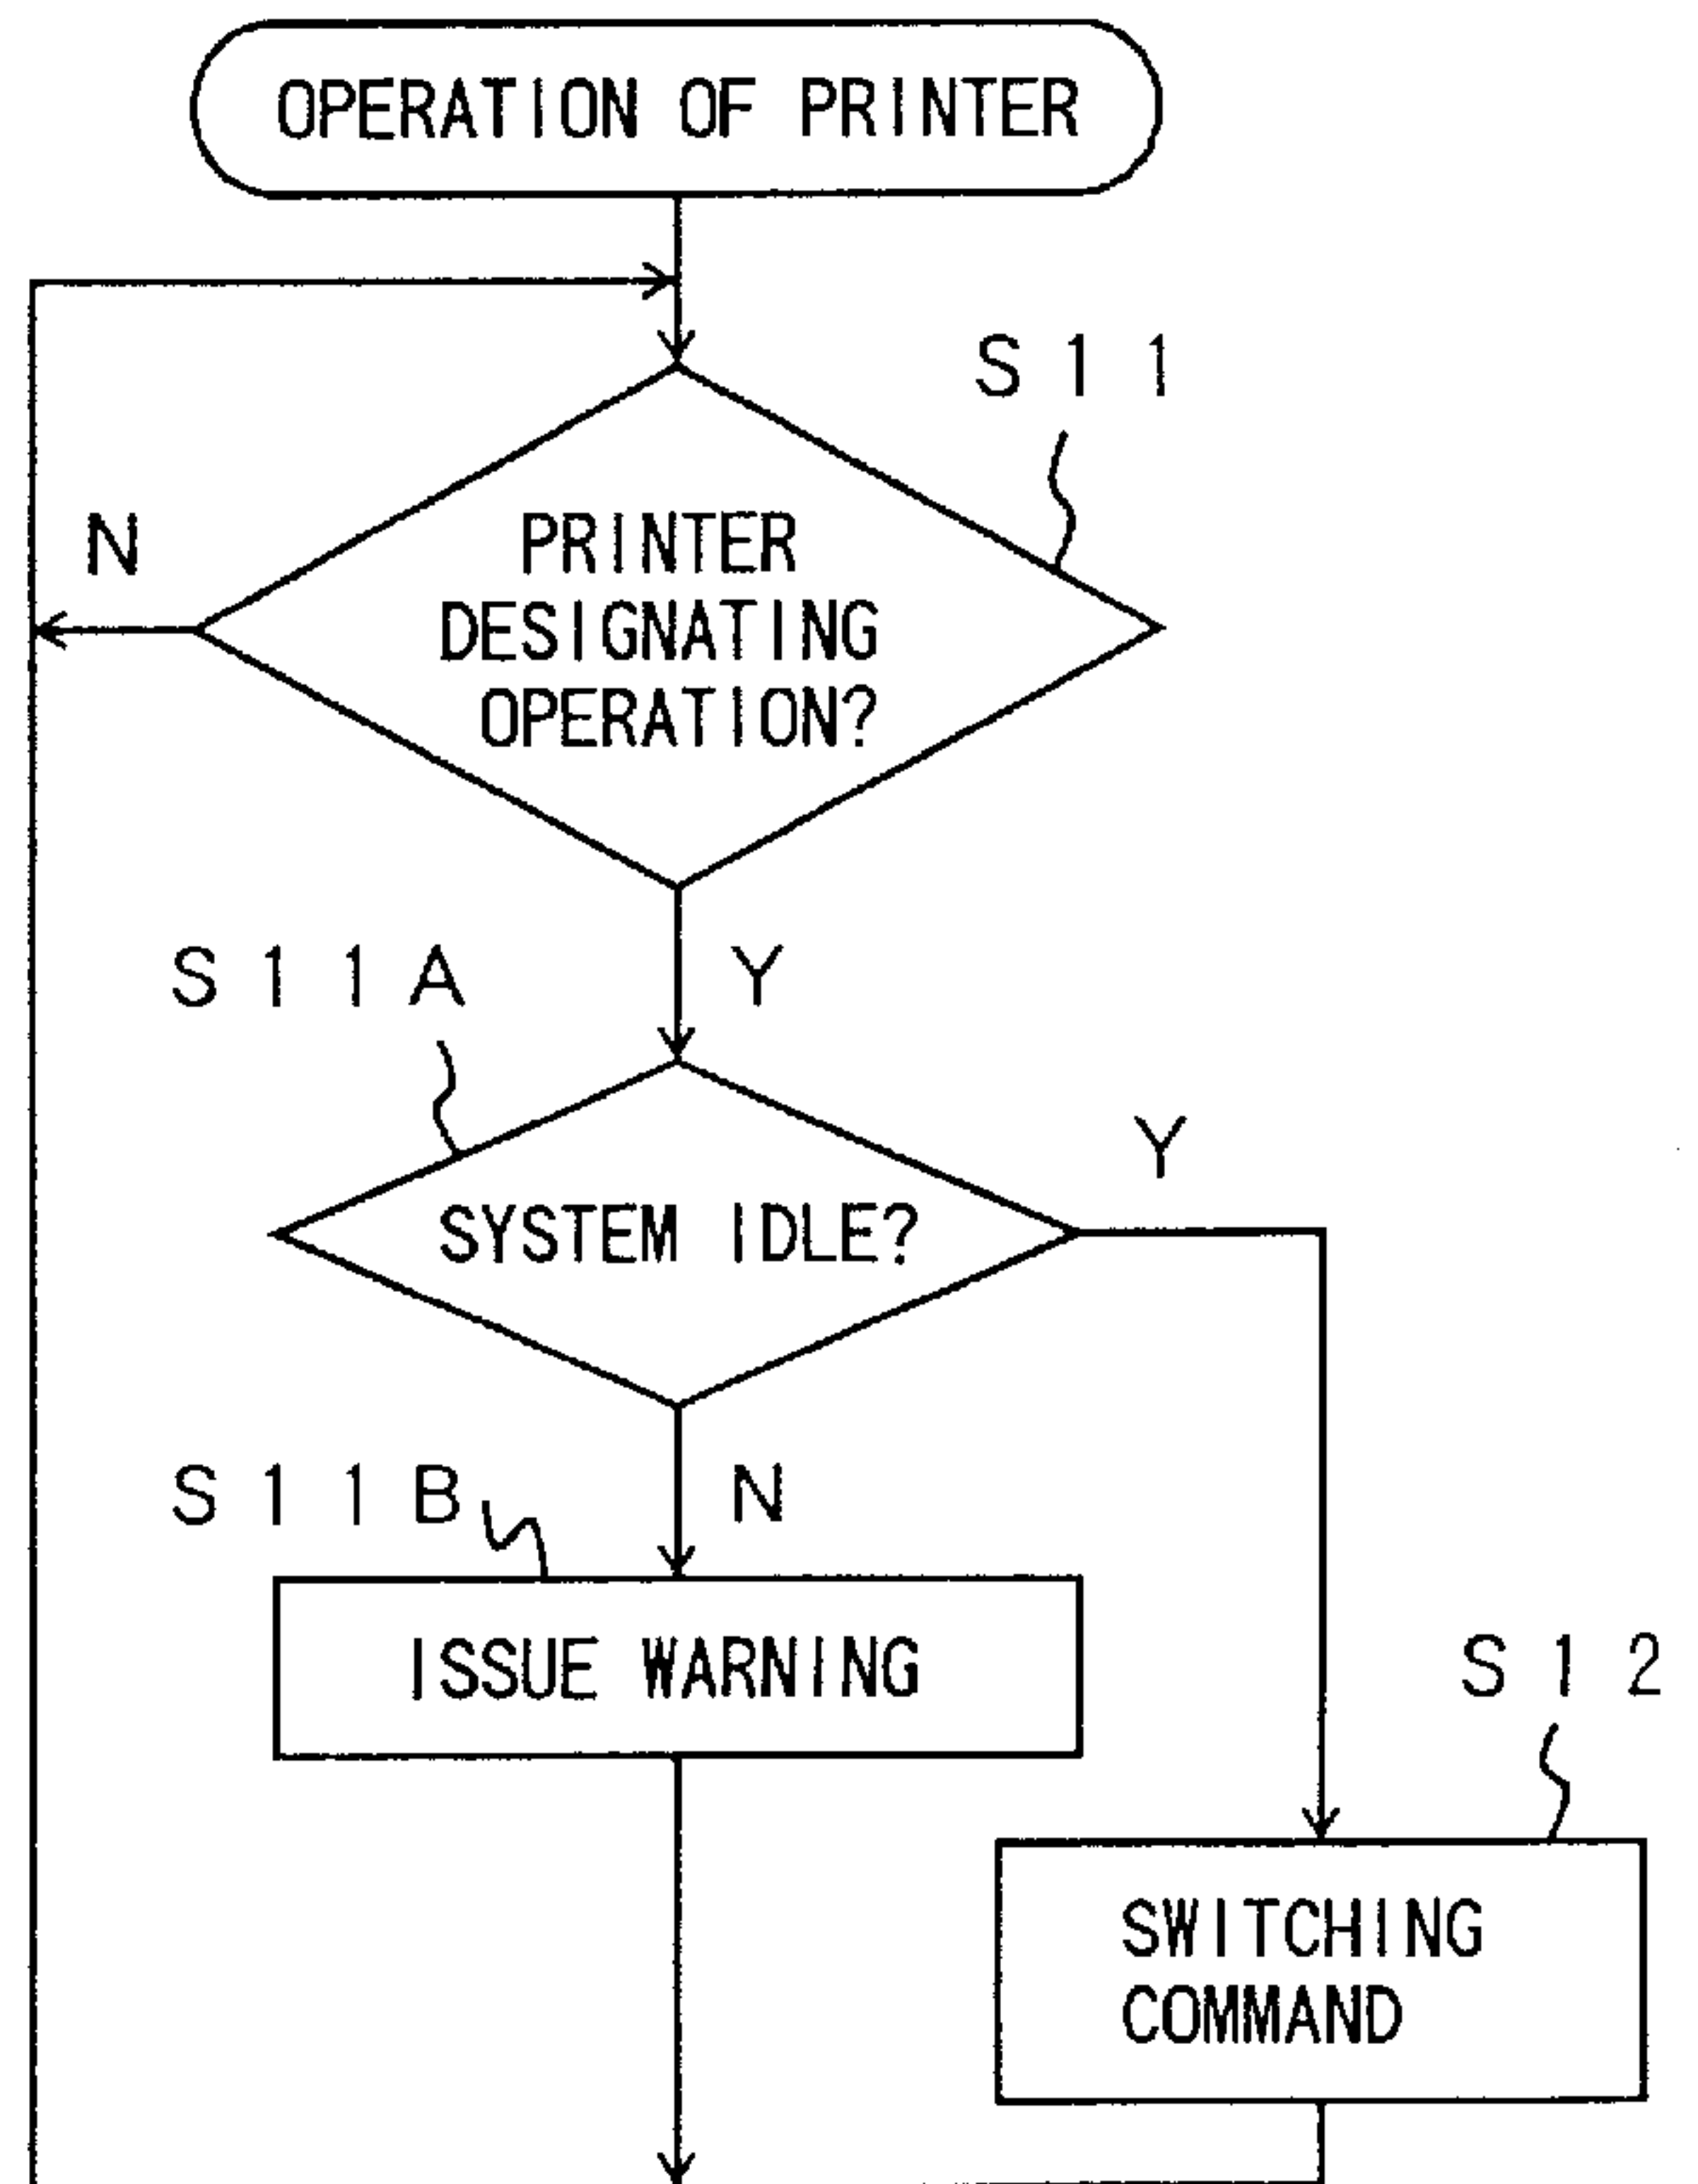 OPERATION OF PRINTER
S11
N
PRINTER
DESIGNATING
OPERATION?
S11A
Y
Y
SYSTEM IDLE?
S11B
N
ISSUE WARNING
S12
SWITCHING
COMMAND